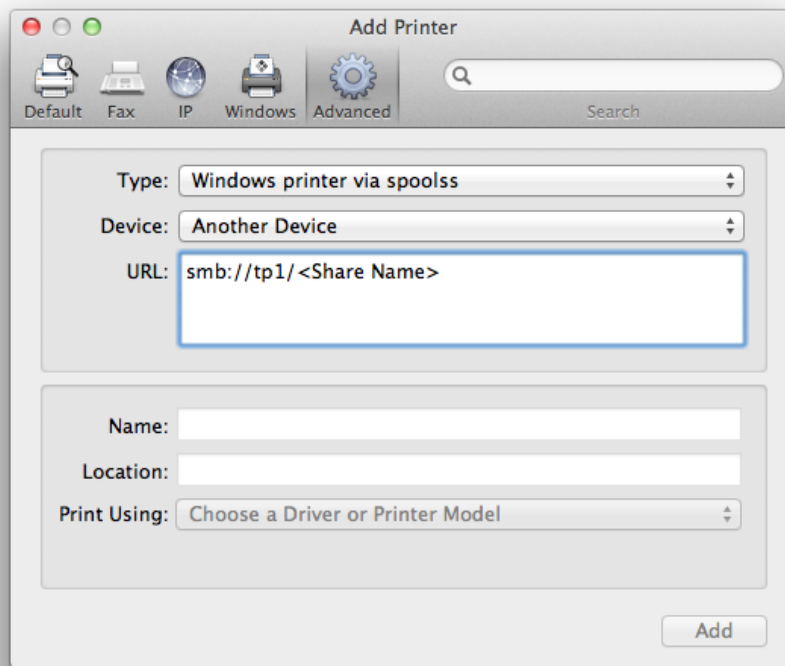 Add Printer
Default Fax IP Windows Advanced Search
Type: Windows printer via spoolss
Device: Another Device
URL: smb://tp1/<Share Name>
Name:
Location:
Print Using: Choose a Driver or Printer Model
Add